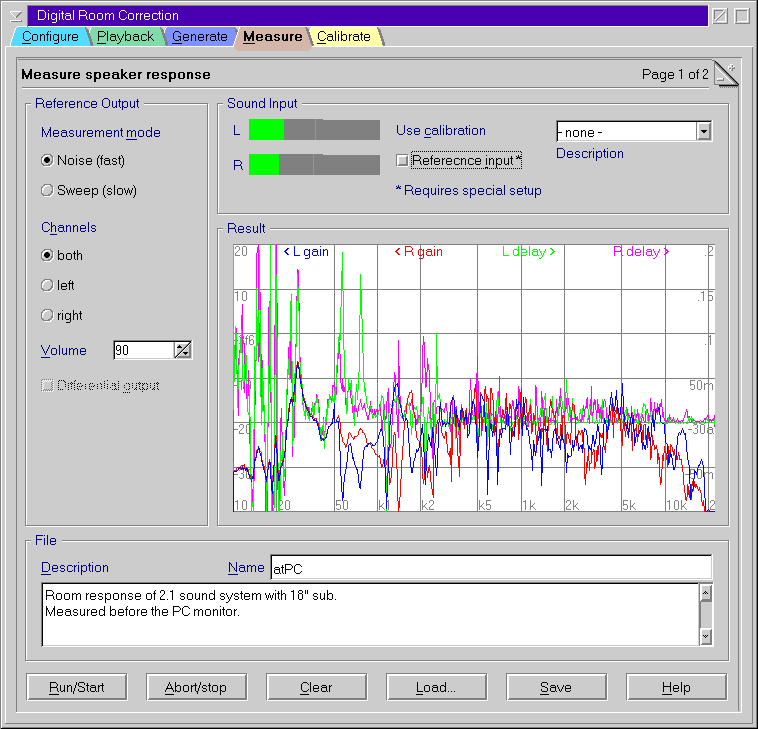 Digital Room Correction
Configure Playback Generate Measure Calibrate
Measure speaker response
Page 1 of 2
Reference Output
Measurement mode
Noise (fast)
Sweep (slow)
Channels
both
left
right
Volume 90
Differential output
Sound Input
L
R
Use calibration
- none -
Description
Referecnce input*
* Requires special setup
Result
20 < L gain < R gain L delay > R delay > .2
10 .15
.1
50m
-20 -30a
10 20 50 k1 k2 k5 1k 2k 5k 10k 2
File
Description
Name atPC
Room response of 2.1 sound system with 18" sub.
Measured before the PC monitor.
Run/Start Abort/stop Clear Load... Save Help